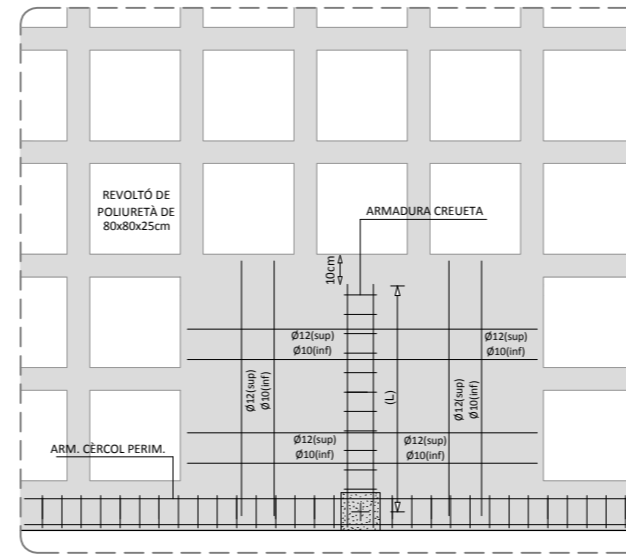 REVOLTÓ DE
POLIURETÀ DE
80x80x25cm
ARMADURA CREUETA
10cm
Ø12(sup)
Ø10(inf)
Ø12(sup)
Ø10(inf)
Ø12(sup)
Ø10(inf)
(L)
Ø12(sup)
Ø10(inf)
ARM. CÈRCOL PERIM.
Ø12(sup)
Ø10(inf)
Ø12(sup)
Ø10(inf)